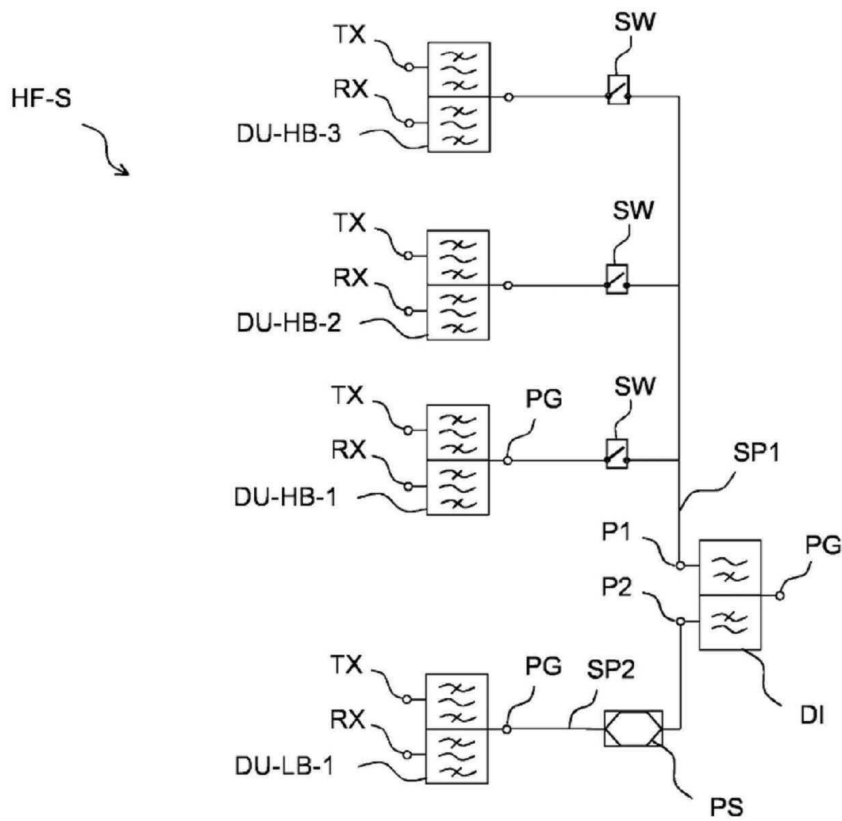 SW
TX
HF-S
RX
DU-HB-3
SW
TX
RX
DU-HB-2
SW
TX
PG
RX
SP1
DU-HB-1
P1
PG
P2
TX
PG
SP2
RX
DI
DU-LB-1
PS